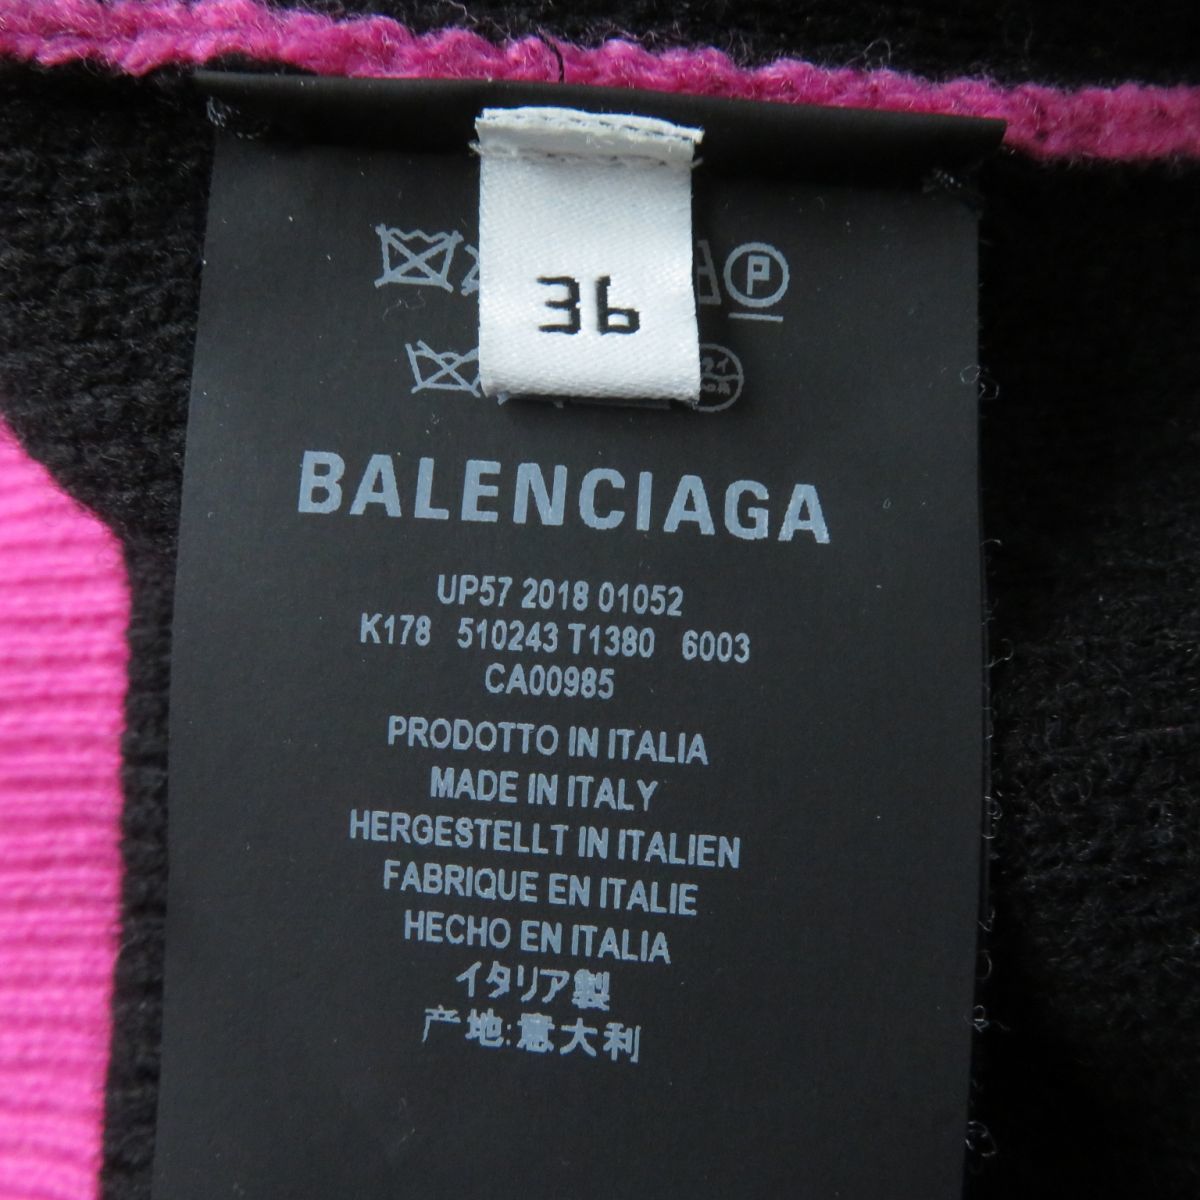 36
P
BALENCIAGA
UP57 2018 01052
K178 510243 T1380 6003
CA00985
PRODOTTO IN ITALIA
MADE IN ITALY
HERGESTELLT IN ITALIEN
FABRIQUE EN ITALIE
HECHO EN ITALIA
イタリア製
产地:意大利